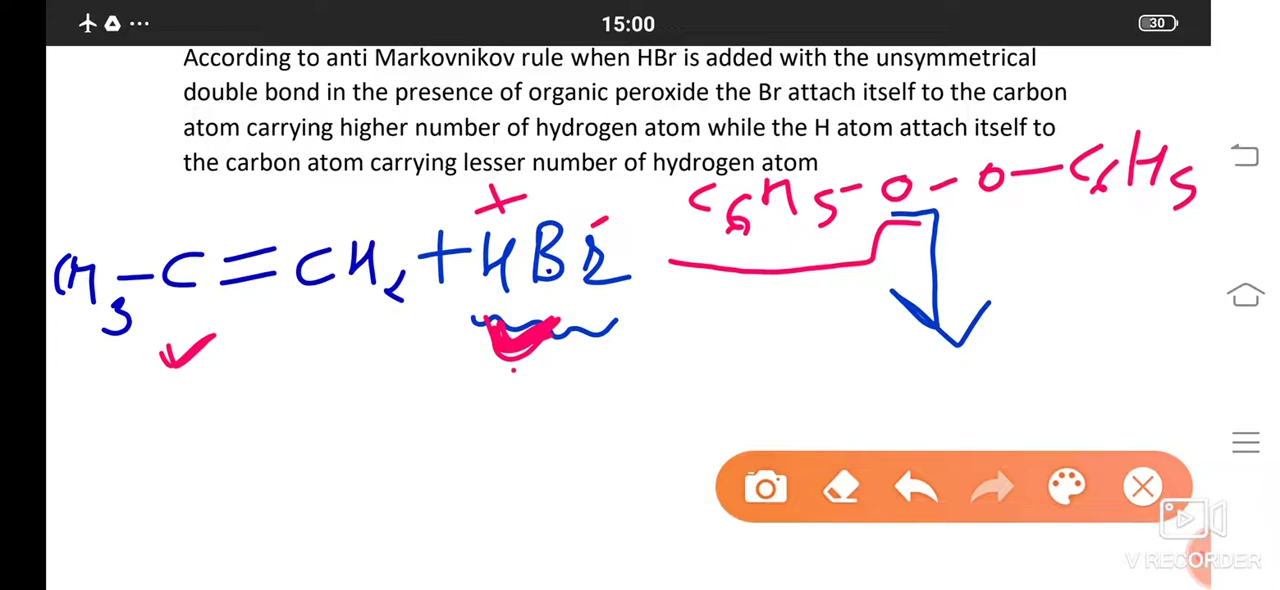 15:00
30
According to anti Markovnikov rule when HBr is added with the unsymmetrical
double bond in the presence of organic peroxide the Br attach itself to the carbon
atom carrying higher number of hydrogen atom while the H atom attach itself to
the carbon atom carrying lesser number of hydrogen atom
C6H5-O-O-C6H5
+ -
CH3-C=CH2+HBr
V RECORDER